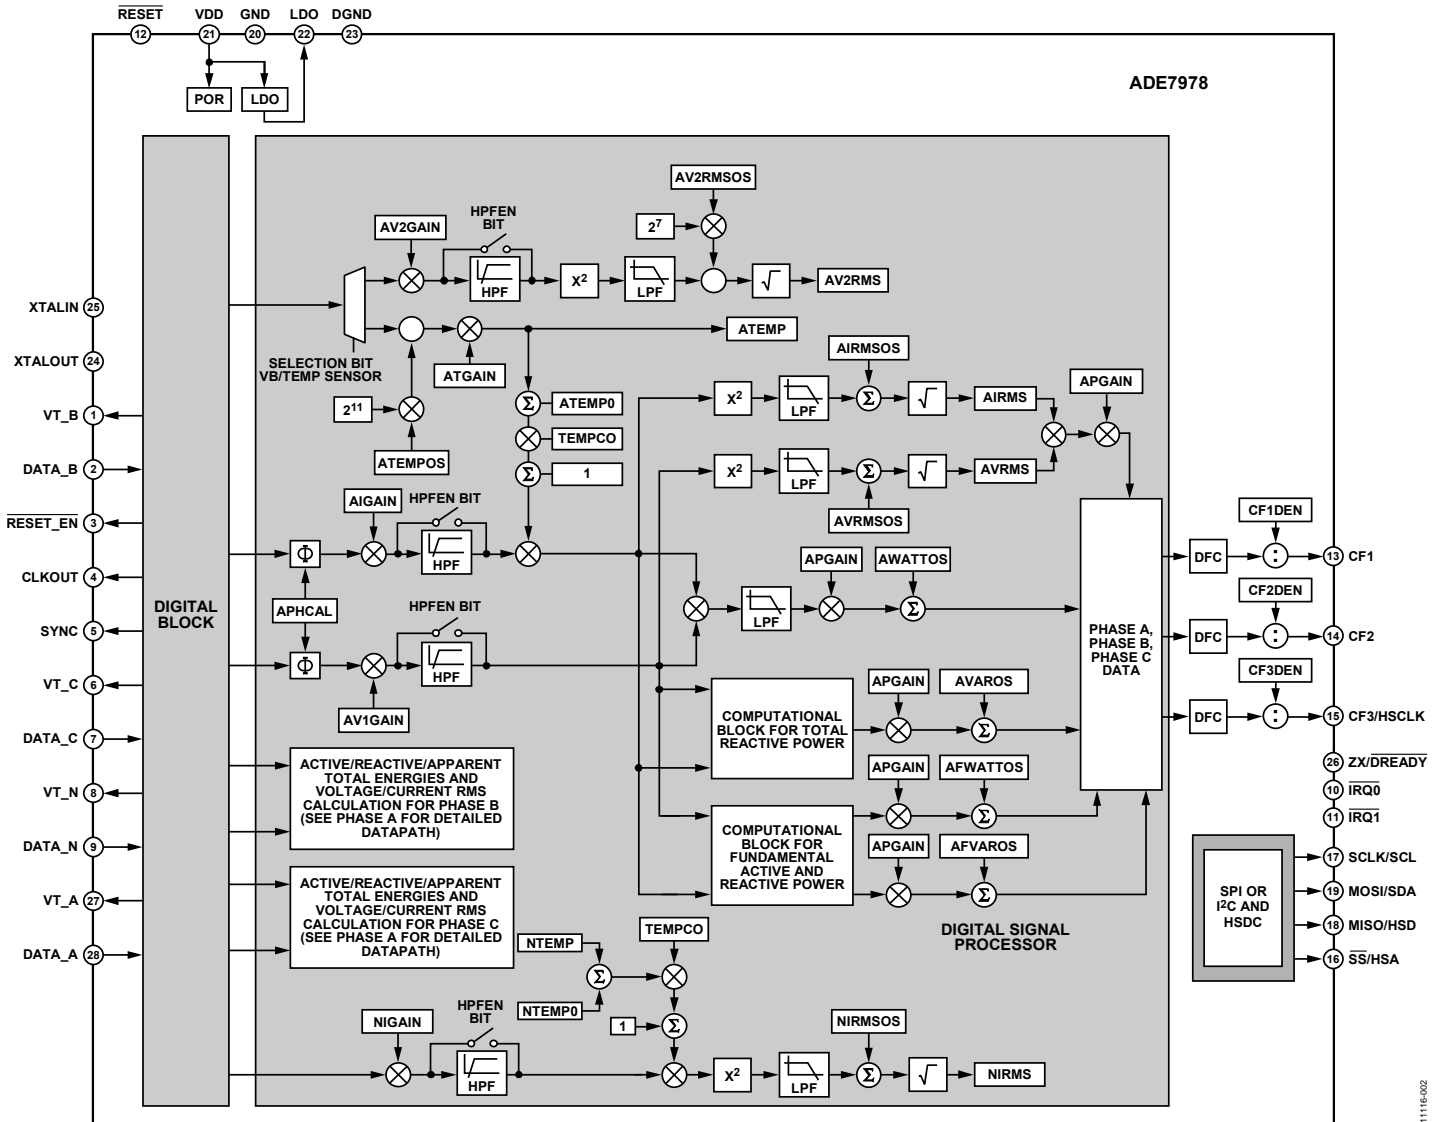 RESET VDD GND LDO DGND
12 21 20 22 23
POR LDO
ADE7978
XTALIN 25
XTALOUT 24
VT_B 1
DATA_B 2
RESET_EN 3
CLKOUT 4
SYNC 5
VT_C 6
DATA_C 7
VT_N 8
DATA_N 9
VT_A 27
DATA_A 28
DIGITAL
BLOCK
AV2RMSOS
2⁷
HPFEN
BIT
AV2GAIN
HPF
X²
LPF
√
AV2RMS
SELECTION BIT
VB/TEMP SENSOR
ATEMP
ATGAIN
2¹¹
ATEMPOS
Σ ATEMP0
TEMPCO
Σ 1
AIRMSOS
X²
LPF
Σ
√
AIRMS
APGAIN
X²
LPF
Σ
√
AVRMS
AVRMSOS
AIGAIN
HPFEN BIT
Φ
HPF
APHCAL
HPFEN BIT
Φ
HPF
AV1GAIN
APGAIN AWATTOS
LPF
Σ
COMPUTATIONAL
BLOCK FOR TOTAL
REACTIVE POWER
APGAIN AVAROS
Σ
COMPUTATIONAL
BLOCK FOR
FUNDAMENTAL
ACTIVE AND
REACTIVE POWER
APGAIN AFWATTOS
Σ
APGAIN AFVAROS
Σ
PHASE A,
PHASE B,
PHASE C
DATA
ACTIVE/REACTIVE/APPARENT
TOTAL ENERGIES AND
VOLTAGE/CURRENT RMS
CALCULATION FOR PHASE B
(SEE PHASE A FOR DETAILED
DATAPATH)
ACTIVE/REACTIVE/APPARENT
TOTAL ENERGIES AND
VOLTAGE/CURRENT RMS
CALCULATION FOR PHASE C
(SEE PHASE A FOR DETAILED
DATAPATH)
DIGITAL SIGNAL
PROCESSOR
NTEMP
Σ
NTEMP0
TEMPCO
1 Σ
NIGAIN
HPFEN
BIT
HPF
X²
LPF
NIRMSOS
Σ
√
NIRMS
CF1DEN
DFC : 13 CF1
CF2DEN
DFC : 14 CF2
CF3DEN
DFC : 15 CF3/HSCLK
26 ZX/DREADY
10 IRQ0
11 IRQ1
SPI OR
I²C AND
HSDC
17 SCLK/SCL
19 MOSI/SDA
18 MISO/HSD
16 SS/HSA
11116-002